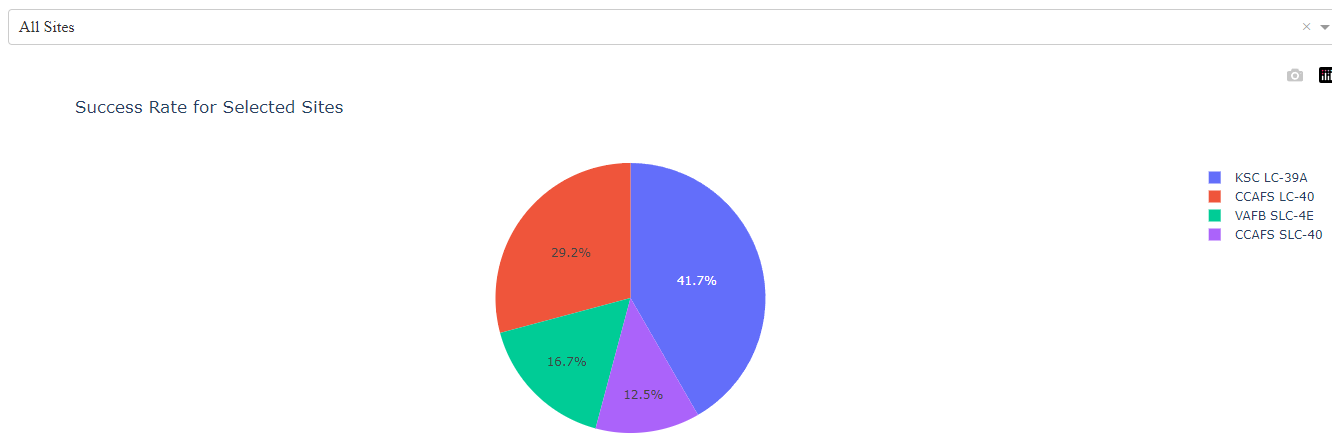 All Sites
Success Rate for Selected Sites
KSC LC-39A
CCAFS LC-40
VAFB SLC-4E
CCAFS SLC-40
29.2%
41.7%
16.7%
12.5%